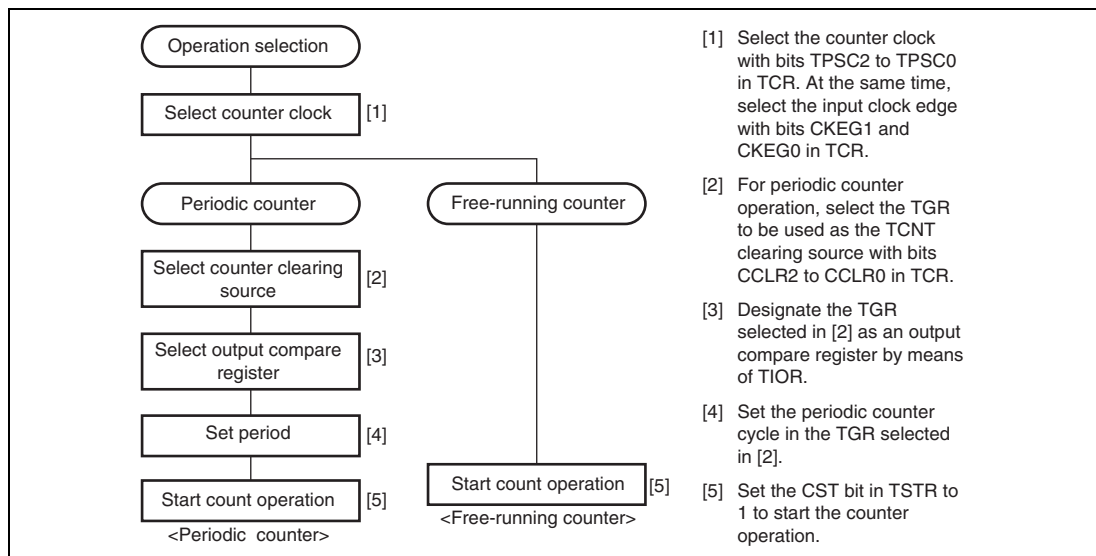 Operation selection
Select counter clock
[1]
Periodic counter
Free-running counter
Select counter clearing
source
[2]
Select output compare
register
[3]
Set period
[4]
Start count operation
[5]
<Periodic counter>
Start count operation
[5]
<Free-running counter>
[1] Select the counter clock
with bits TPSC2 to TPSC0
in TCR. At the same time,
select the input clock edge
with bits CKEG1 and
CKEG0 in TCR.
[2] For periodic counter
operation, select the TGR
to be used as the TCNT
clearing source with bits
CCLR2 to CCLR0 in TCR.
[3] Designate the TGR
selected in [2] as an output
compare register by means
of TIOR.
[4] Set the periodic counter
cycle in the TGR selected
in [2].
[5] Set the CST bit in TSTR to
1 to start the counter
operation.